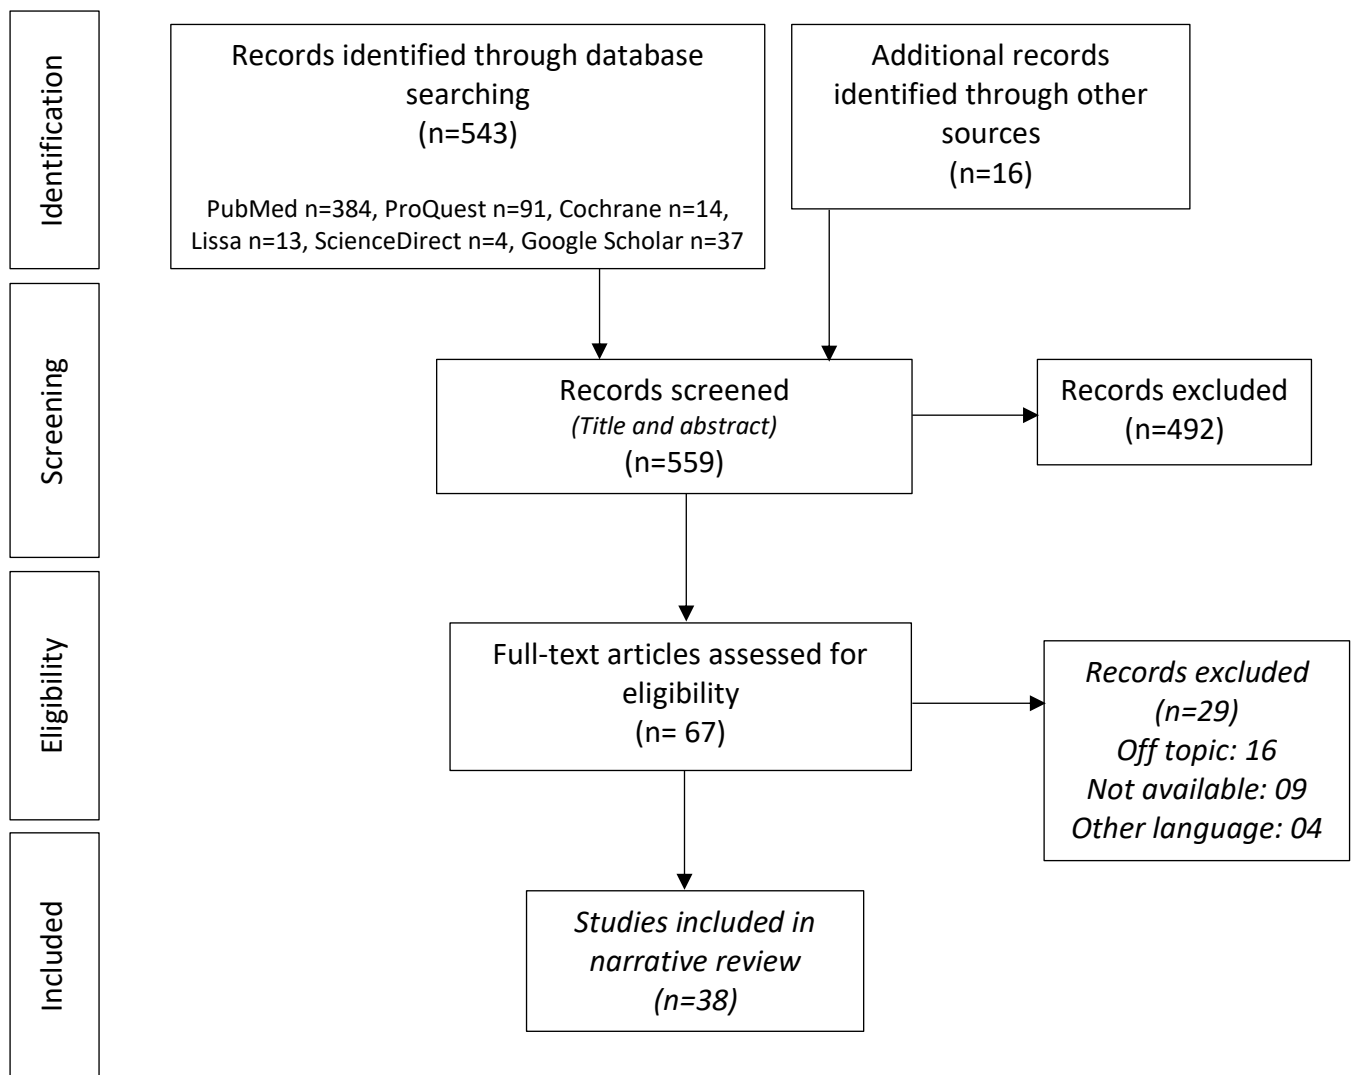 Identification
Records identified through database
searching
(n=543)
PubMed n=384, ProQuest n=91, Cochrane n=14,
Lissa n=13, ScienceDirect n=4, Google Scholar n=37
Additional records
identified through other
sources
(n=16)
Screening
Records screened
(Title and abstract)
(n=559)
Records excluded
(n=492)
Eligibility
Full-text articles assessed for
eligibility
(n= 67)
Records excluded
(n=29)
Off topic: 16
Not available: 09
Other language: 04
Included
Studies included in
narrative review
(n=38)